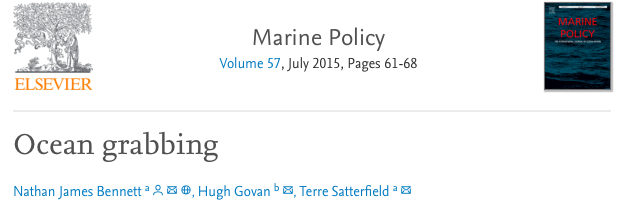 ELSEVIER
Marine Policy
Volume 57, July 2015, Pages 61-68
MARINE
POLICY
Ocean grabbing
Nathan James Bennett a, Hugh Govan b, Terre Satterfield a